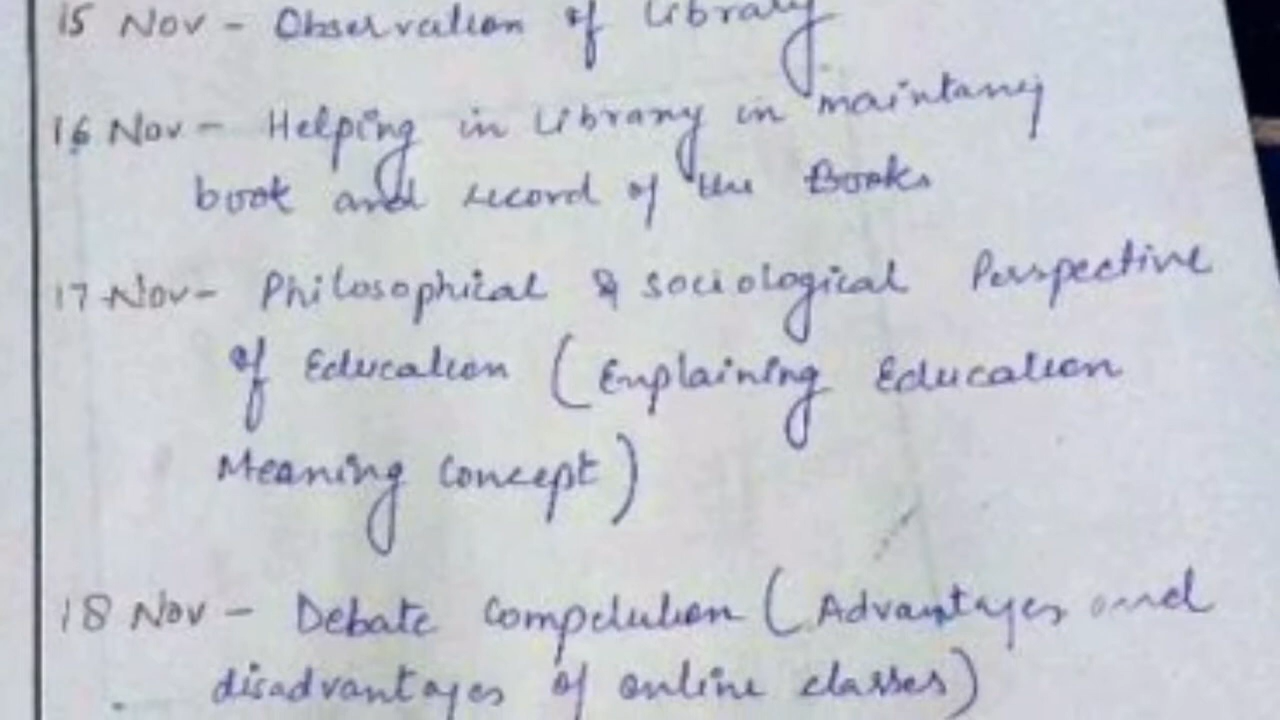 15 Nov - Observation of Library
16 Nov - Helping in Library in maintany
book and record of the Books
17 Nov - Philosophical & sociological Perspective
of Education (Explaining Education
Meaning Concept)
18 Nov - Debate Competition (Advantages and
disadvantages of online classes)